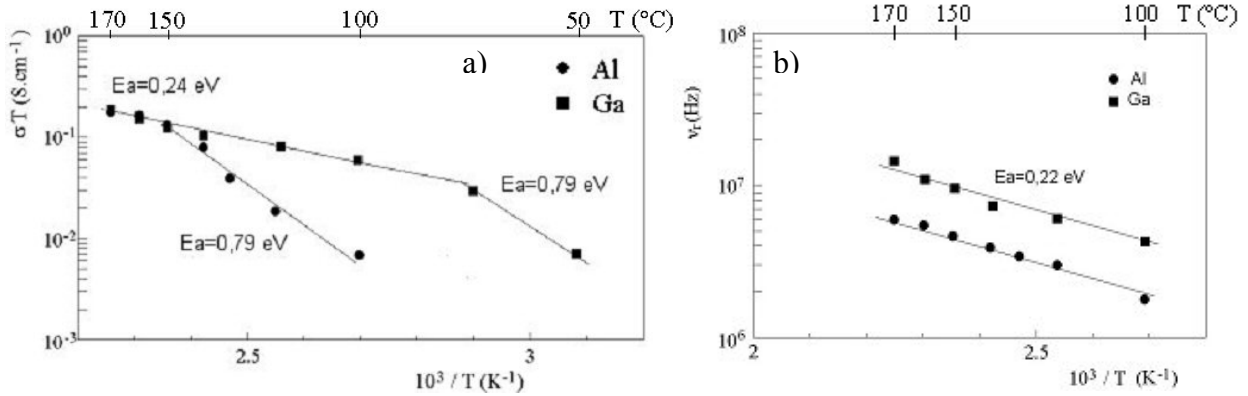 170 150 100 50 T (°C)
10⁰
10⁻¹
10⁻²
10⁻³
σT (S.cm⁻¹)
a)
Al
Ga
Ea=0,24 eV
Ea=0,79 eV
Ea=0,79 eV
2.5 3
10³ / T (K⁻¹)
170 150 100 T (°C)
10⁸
10⁷
10⁶
νᵣ(Hz)
b)
Al
Ga
Ea=0,22 eV
2 2.5
10³ / T (K⁻¹)